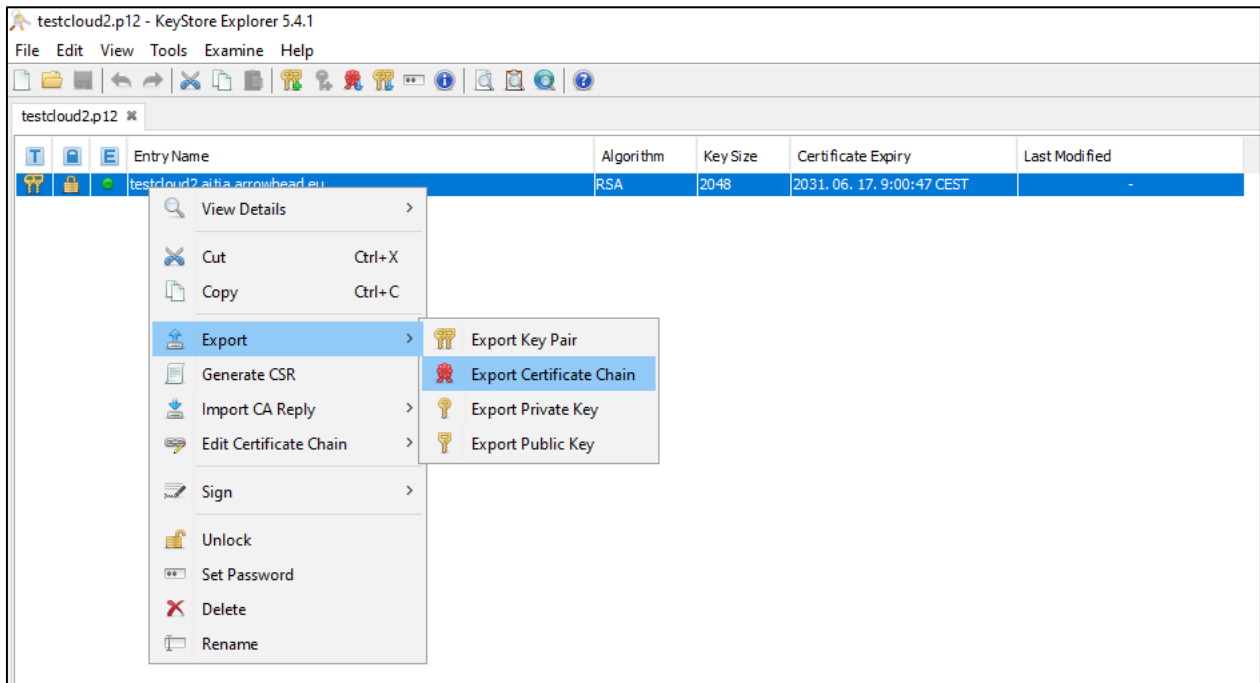 testcloud2.p12 - KeyStore Explorer 5.4.1
File Edit View Tools Examine Help
testcloud2.p12
T E Entry Name Algorithm Key Size Certificate Expiry Last Modified
testcloud2.aitia.arrowhead.eu RSA 2048 2031. 06. 17. 9:00:47 CEST -
View Details >
Cut Ctrl+X
Copy Ctrl+C
Export > Export Key Pair
Generate CSR Export Certificate Chain
Import CA Reply > Export Private Key
Edit Certificate Chain > Export Public Key
Sign >
Unlock
Set Password
Delete
Rename